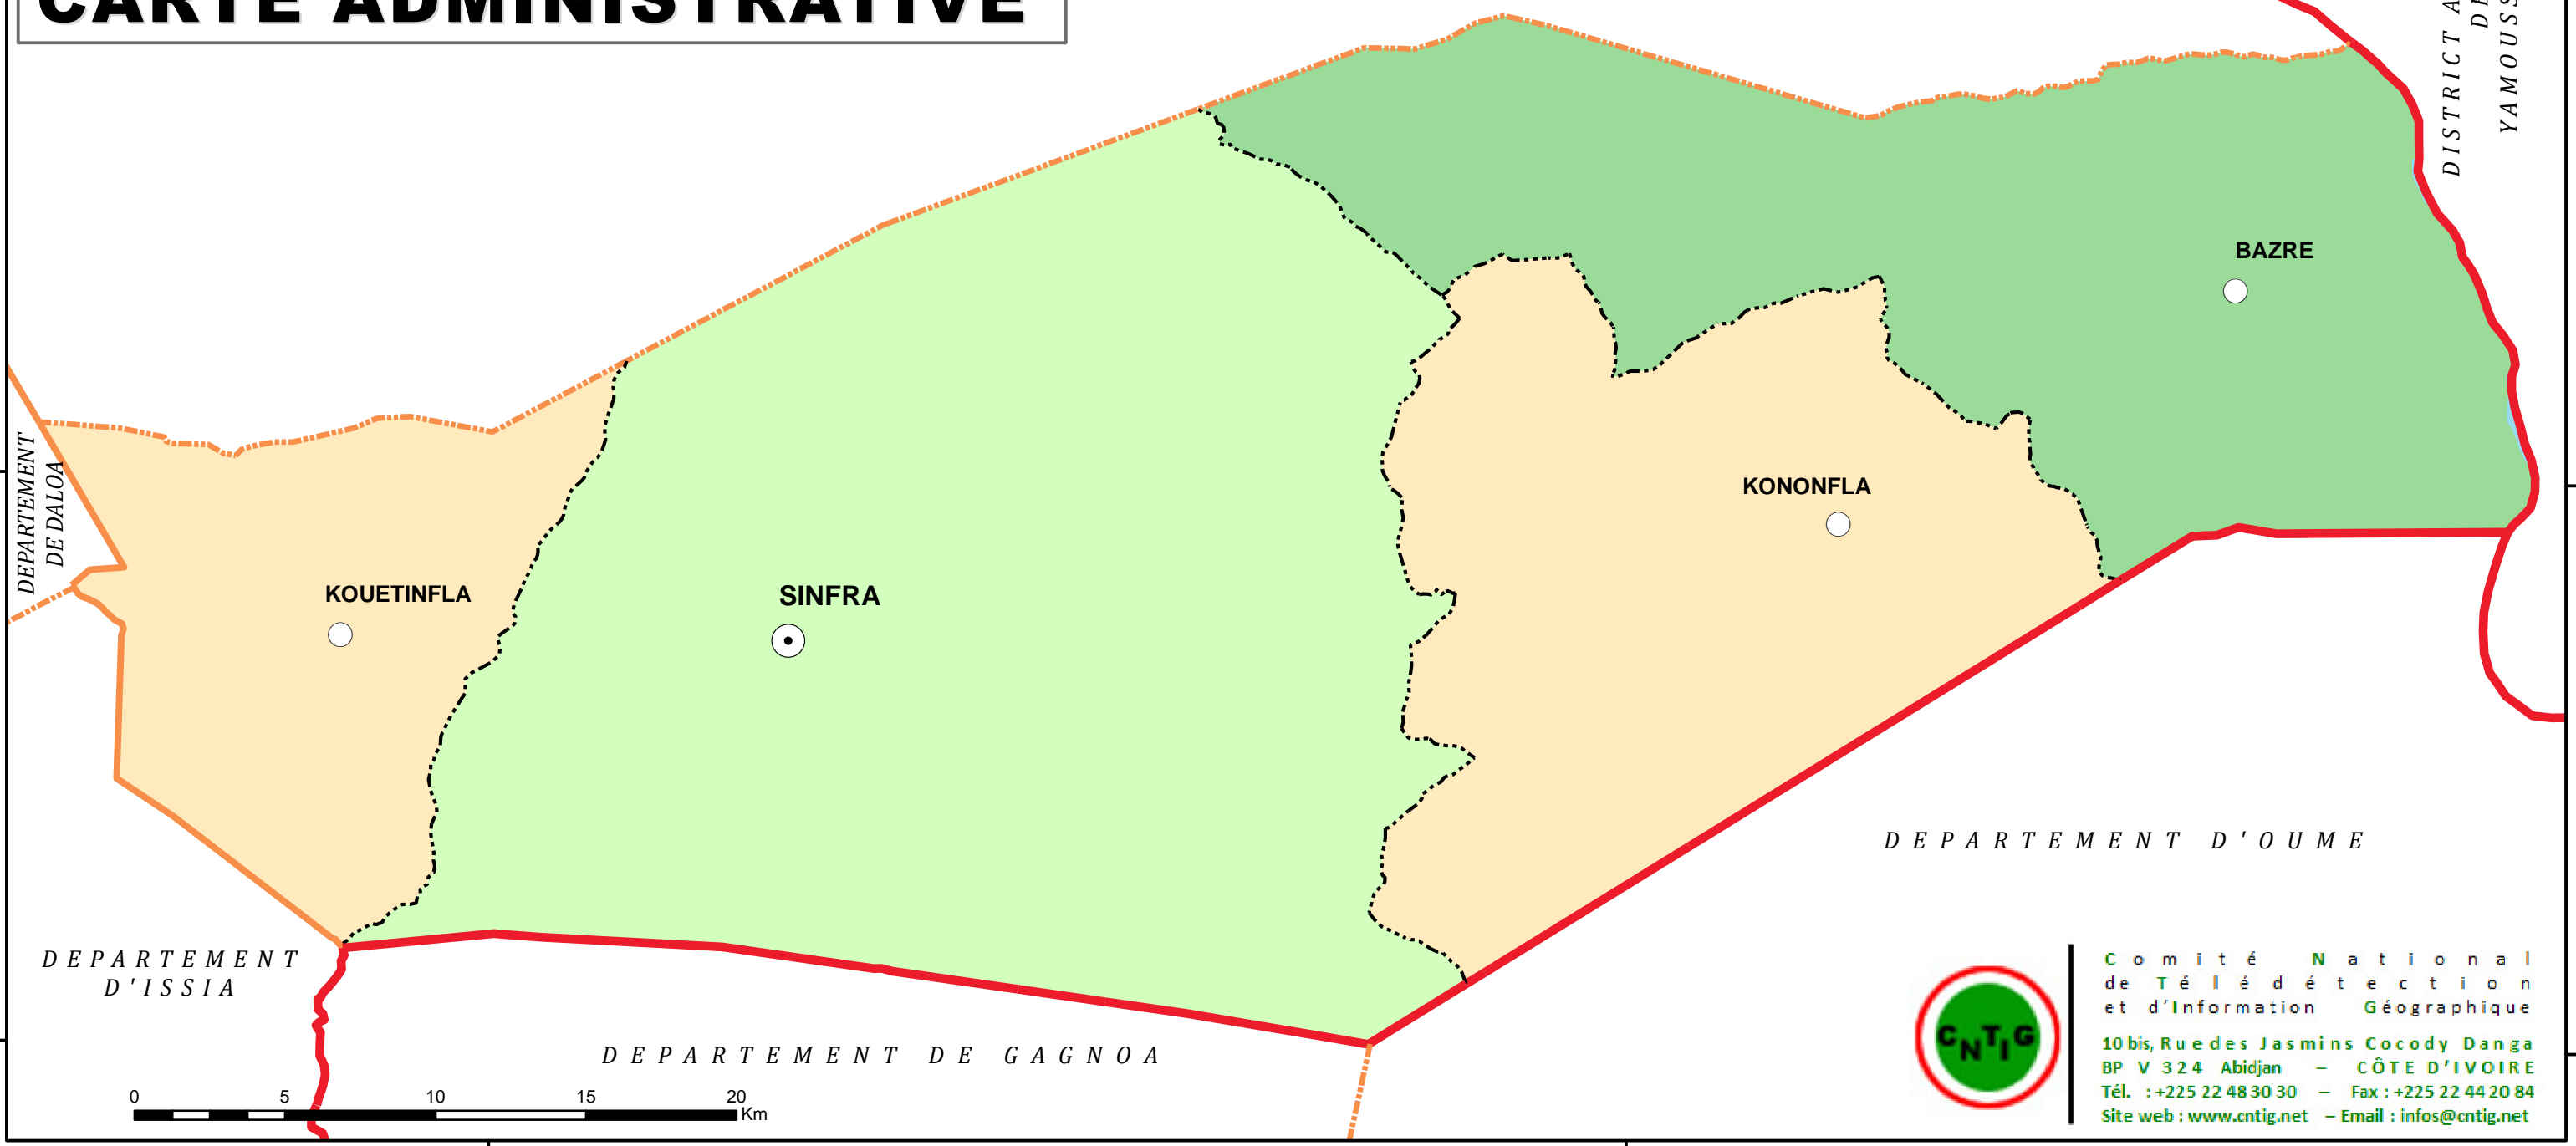 CARTE ADMINISTRATIVE
DISTRICT A
DE
YAMOUSS
BAZRE
DEPARTEMENT
DE DALOA
KONONFLA
KOUETINFLA
SINFRA
DEPARTEMENT D'OUME
DEPARTEMENT
D'ISSIA
DEPARTEMENT DE GAGNOA
0 5 10 15 20
Km
CNTIG
Comité National
de Télédétection
et d'Information Géographique
10 bis, Rue des Jasmins Cocody Danga
BP V 324 Abidjan – CÔTE D'IVOIRE
Tél. : +225 22 48 30 30 – Fax : +225 22 44 20 84
Site web : www.cntig.net – Email : infos@cntig.net